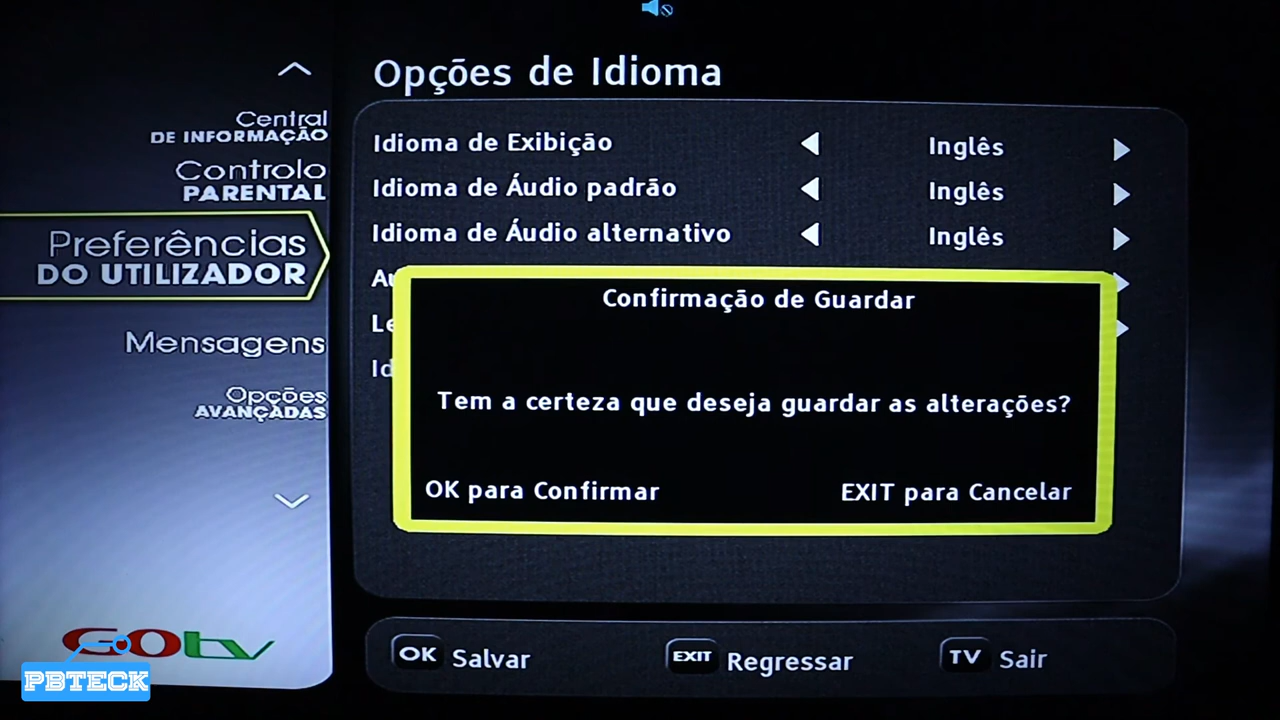 Central
DE INFORMAÇÃO
Controlo
PARENTAL
Preferências
DO UTILIZADOR
Mensagens
Opções
AVANÇADAS
GOtv
PBTECK
Opções de Idioma
Idioma de Exibição Inglês
Idioma de Áudio padrão Inglês
Idioma de Áudio alternativo Inglês
Confirmação de Guardar
Tem a certeza que deseja guardar as alterações?
OK para Confirmar EXIT para Cancelar
OK Salvar EXIT Regressar TV Sair